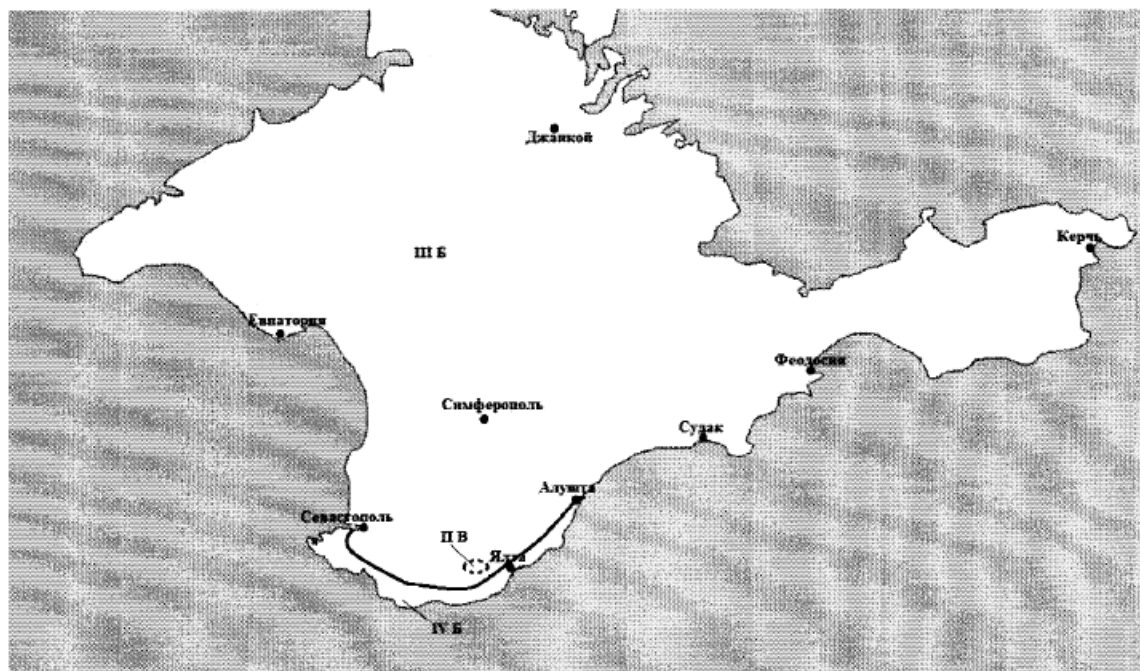 Джанкой
Керчь
III Б
Евпатория
Феодосия
Симферополь
Судак
Алушта
Севастополь
II В
Ялта
IV Б